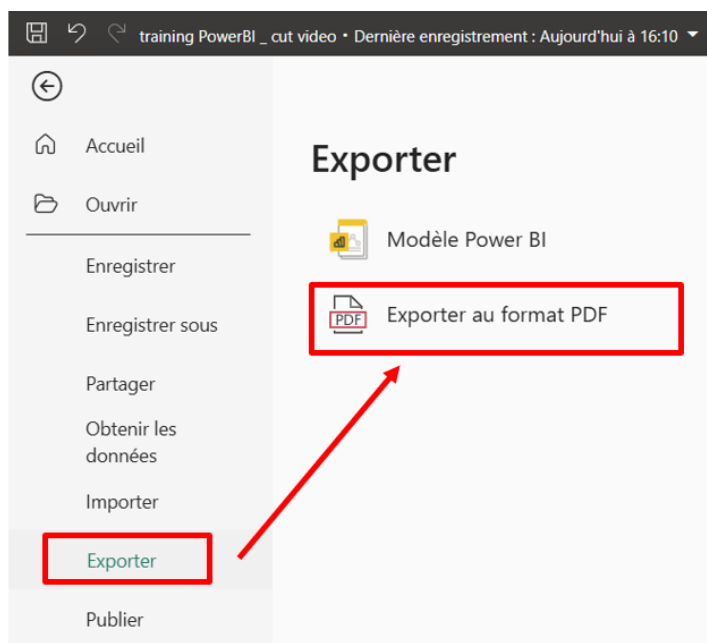 training PowerBI _ cut video • Dernière enregistrement : Aujourd'hui à 16:10
Accueil
Ouvrir
Enregistrer
Enregistrer sous
Partager
Obtenir les
données
Importer
Exporter
Publier
Exporter
Modèle Power BI
PDF
Exporter au format PDF